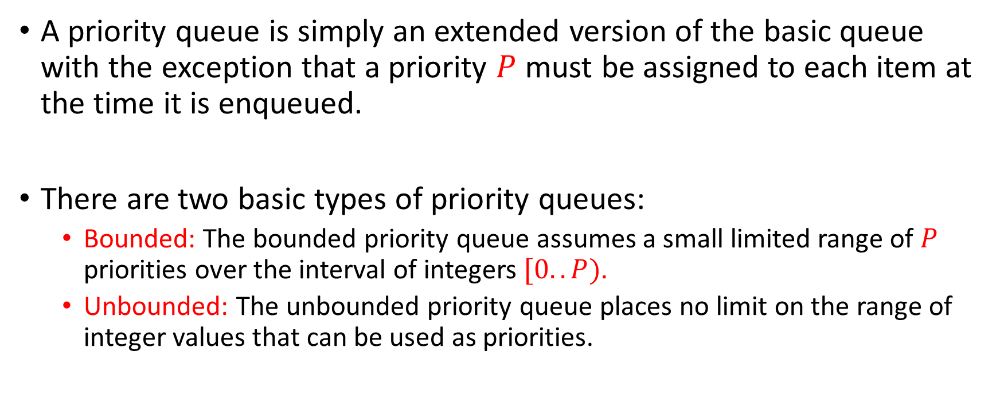 • A priority queue is simply an extended version of the basic queue
with the exception that a priority P must be assigned to each item at
the time it is enqueued.
• There are two basic types of priority queues:
• Bounded: The bounded priority queue assumes a small limited range of P
priorities over the interval of integers [0..P).
• Unbounded: The unbounded priority queue places no limit on the range of
integer values that can be used as priorities.